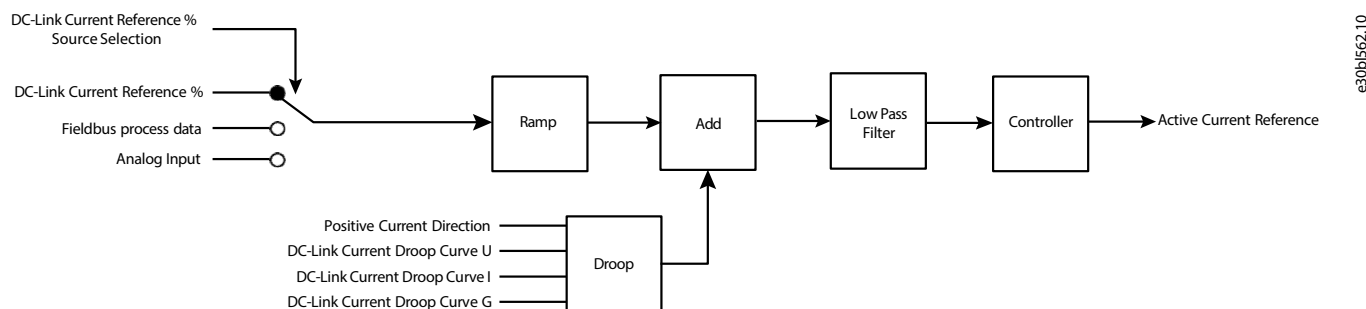 DC-Link Current Reference %
Source Selection
DC-Link Current Reference %
Fieldbus process data
Analog Input
Ramp
Add
Low Pass
Filter
Controller
Active Current Reference
Positive Current Direction
DC-Link Current Droop Curve U
DC-Link Current Droop Curve I
DC-Link Current Droop Curve G
Droop
e30bl562.10